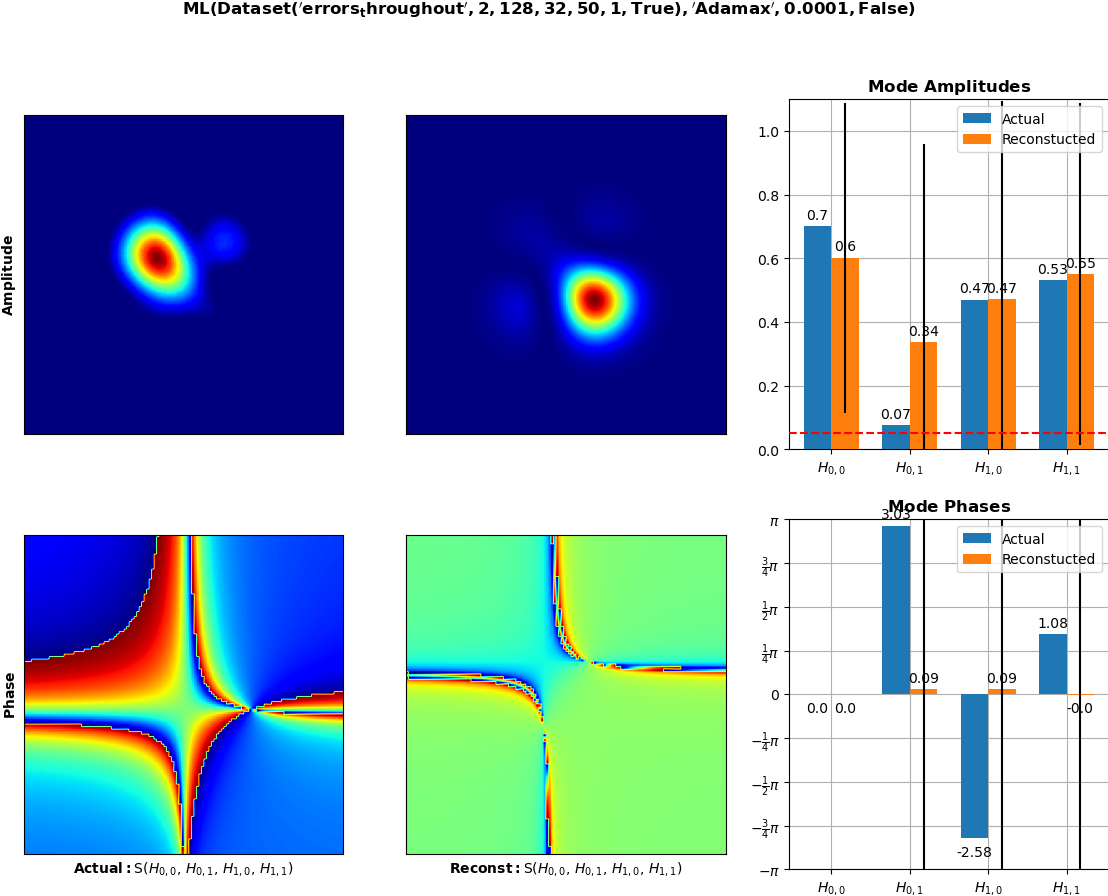 ML(Dataset('errors_throughout', 2, 128, 32, 50, 1, True), 'Adamax', 0.0001, False)
Mode Amplitudes
Actual
Reconstucted
1.0
0.8
0.6
0.4
0.2
0.0
0.7
0.6
0.07
0.34
0.47
0.47
0.53
0.55
H0,0
H0,1
H1,0
H1,1
Amplitude
Mode Phases
Actual
Reconstucted
π
3/4π
1/2π
1/4π
0
−1/4π
−1/2π
−3/4π
−π
0.0
0.0
3.03
0.09
-2.58
0.09
1.08
-0.0
H0,0
H0,1
H1,0
H1,1
Phase
Actual: S(H0,0, H0,1, H1,0, H1,1)
Reconst: S(H0,0, H0,1, H1,0, H1,1)